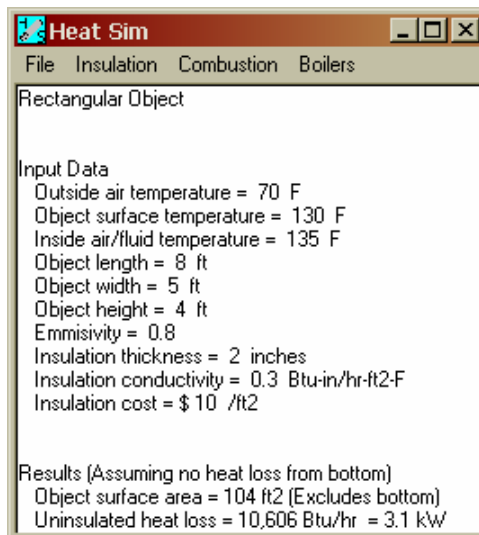 Heat Sim
File Insulation Combustion Boilers
Rectangular Object
Input Data
Outside air temperature = 70 F
Object surface temperature = 130 F
Inside air/fluid temperature = 135 F
Object length = 8 ft
Object width = 5 ft
Object height = 4 ft
Emmisivity = 0.8
Insulation thickness = 2 inches
Insulation conductivity = 0.3 Btu-in/hr-ft2-F
Insulation cost = $ 10 /ft2
Results (Assuming no heat loss from bottom)
Object surface area = 104 ft2 (Excludes bottom)
Uninsulated heat loss = 10,606 Btu/hr = 3.1 kW